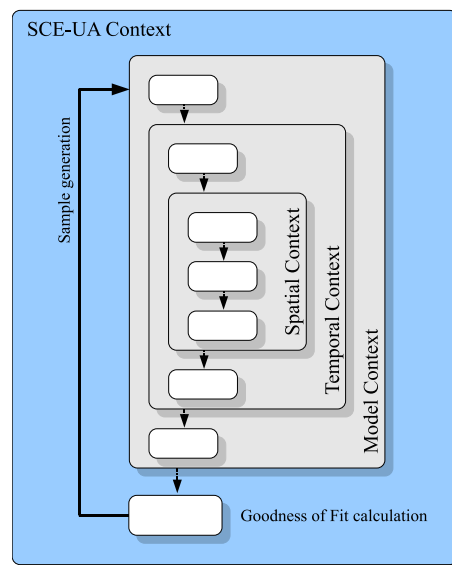 SCE-UA Context
Sample generation
Spatial Context
Temporal Context
Model Context
Goodness of Fit calculation